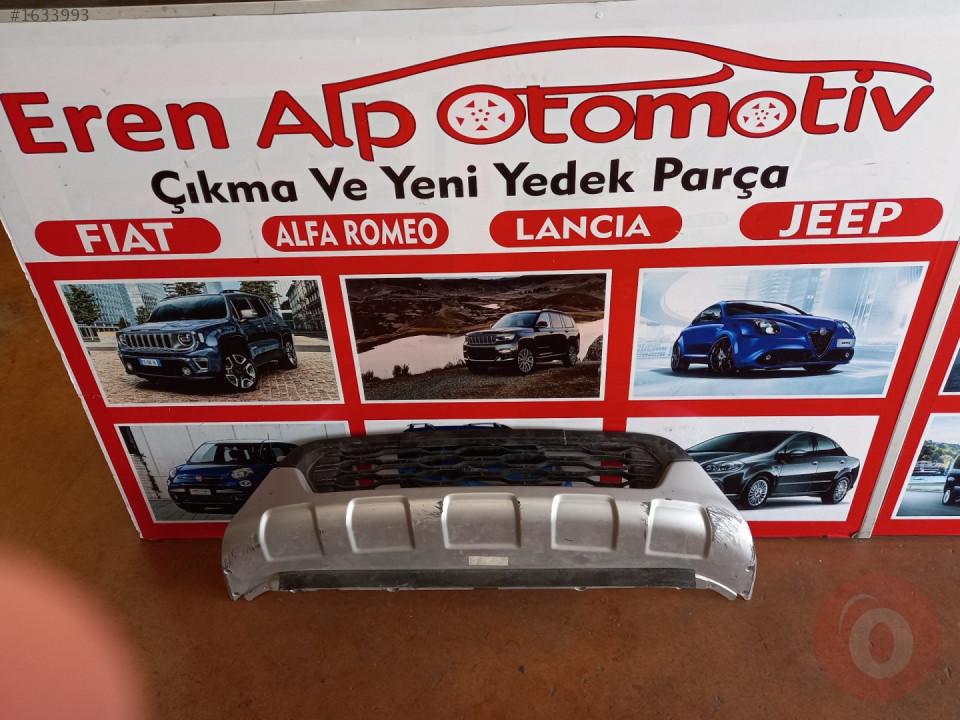 #1633993
Eren Alp Otomotiv
Çıkma Ve Yeni Yedek Parça
FIAT
ALFA ROMEO
LANCIA
JEEP